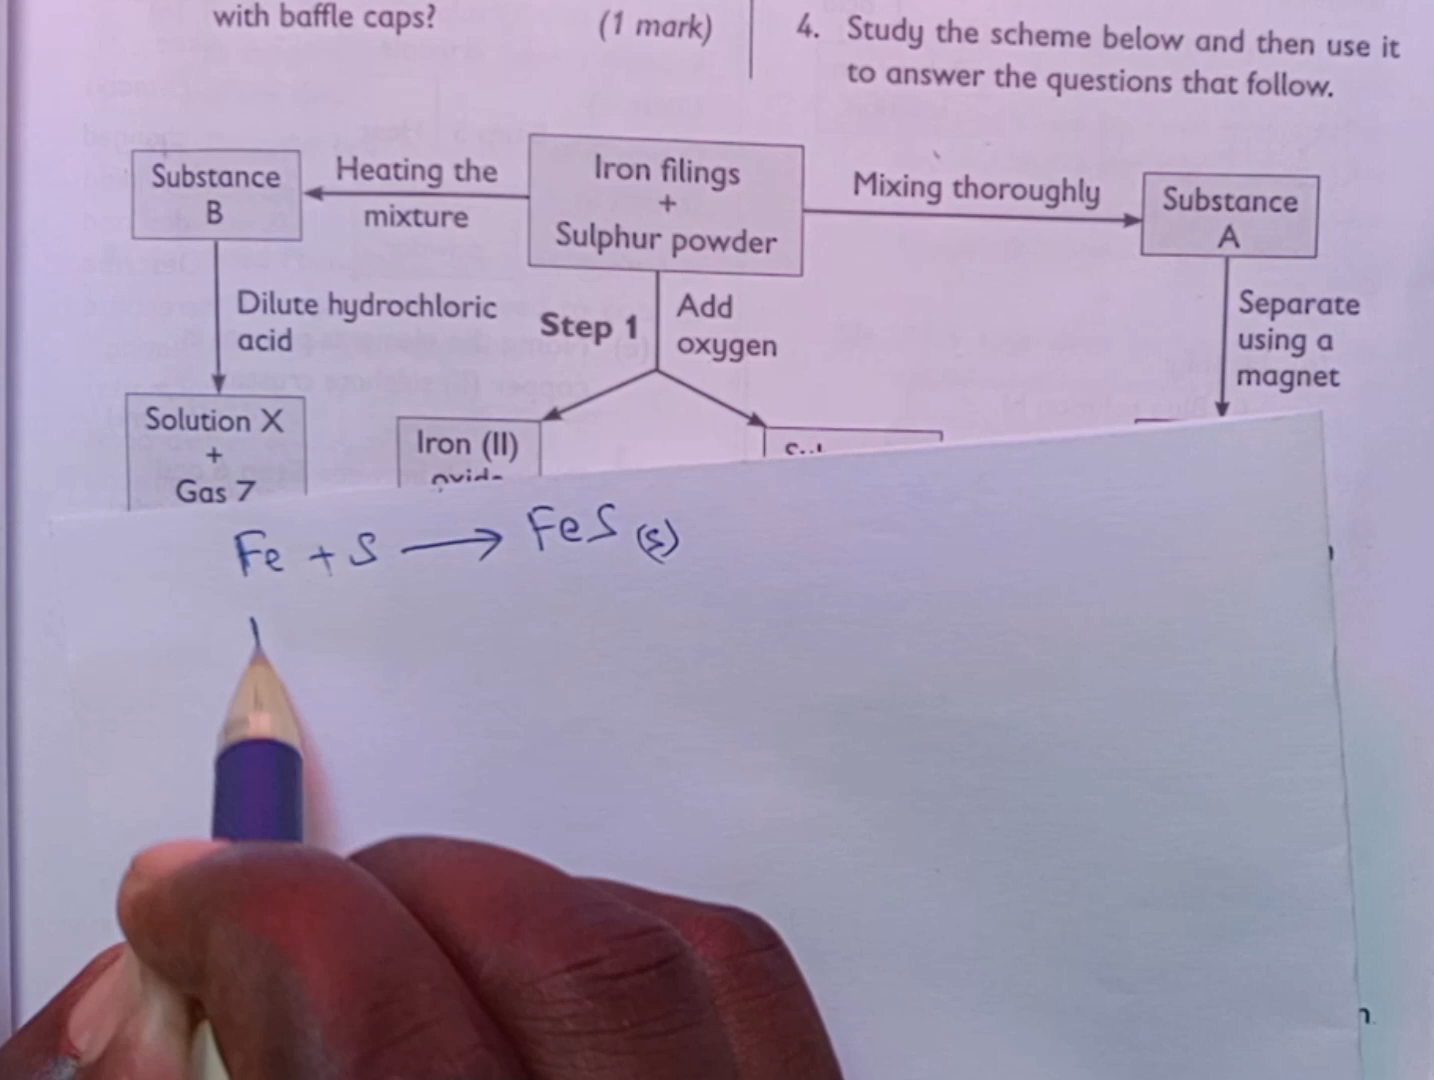 with baffle caps?
(1 mark)
4. Study the scheme below and then use it
to answer the questions that follow.
Substance
B
Heating the
mixture
Iron filings
+
Sulphur powder
Mixing thoroughly
Substance
A
Dilute hydrochloric
acid
Step 1
Add
oxygen
Separate
using a
magnet
Solution X
+
Gas
Iron (II)
Fe + S → FeS (s)